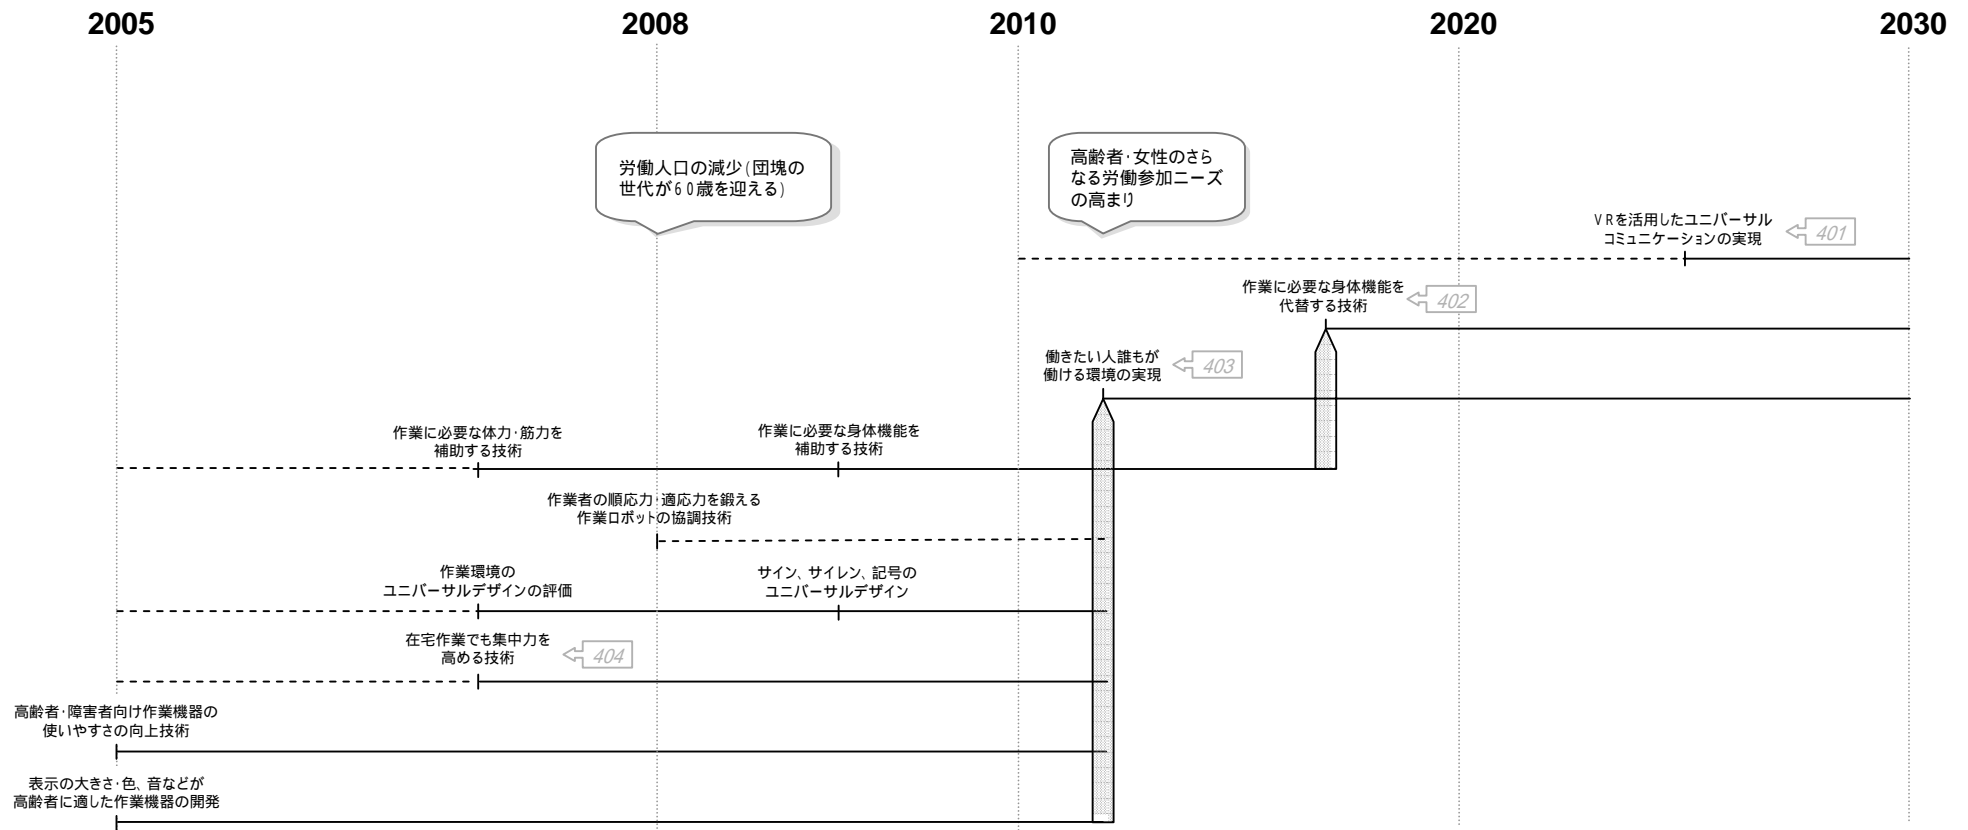 2005
2008
2010
2020
2030
労働人口の減少(団塊の
世代が60歳を迎える)
高齢者・女性のさら
なる労働参加ニーズ
の高まり
VRを活用したユニバーサル
コミュニケーションの実現
401
作業に必要な身体機能を
代替する技術
402
働きたい人誰もが
働ける環境の実現
403
作業に必要な体力・筋力を
補助する技術
作業に必要な身体機能を
補助する技術
作業者の順応力・適応力を鍛える
作業ロボットの協調技術
作業環境の
ユニバーサルデザインの評価
サイン、サイレン、記号の
ユニバーサルデザイン
在宅作業でも集中力を
高める技術
404
高齢者・障害者向け作業機器の
使いやすさの向上技術
表示の大きさ・色、音などが
高齢者に適した作業機器の開発